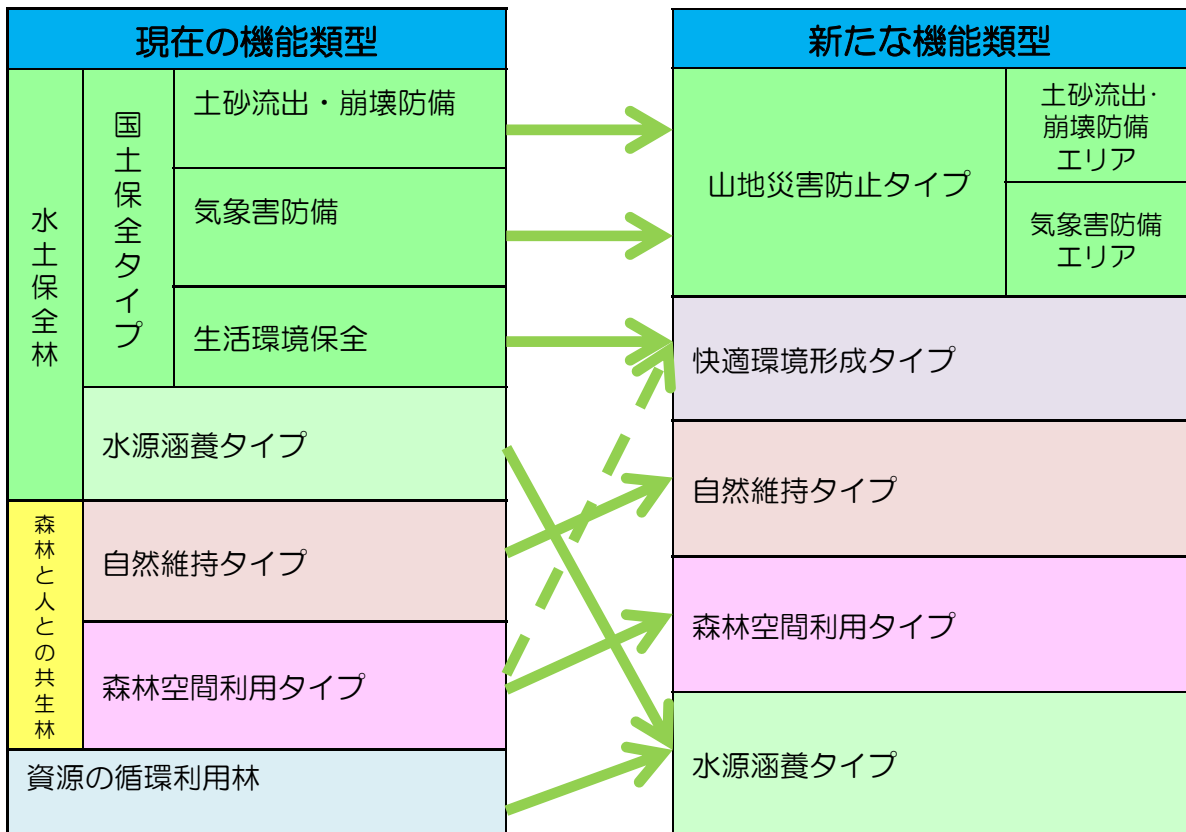 現在の機能類型
水土保全林
国土保全タイプ
土砂流出・崩壊防備
気象害防備
生活環境保全
水源涵養タイプ
森林と人との共生林
自然維持タイプ
森林空間利用タイプ
資源の循環利用林
新たな機能類型
山地災害防止タイプ
土砂流出・
崩壊防備
エリア
気象害防備
エリア
快適環境形成タイプ
自然維持タイプ
森林空間利用タイプ
水源涵養タイプ